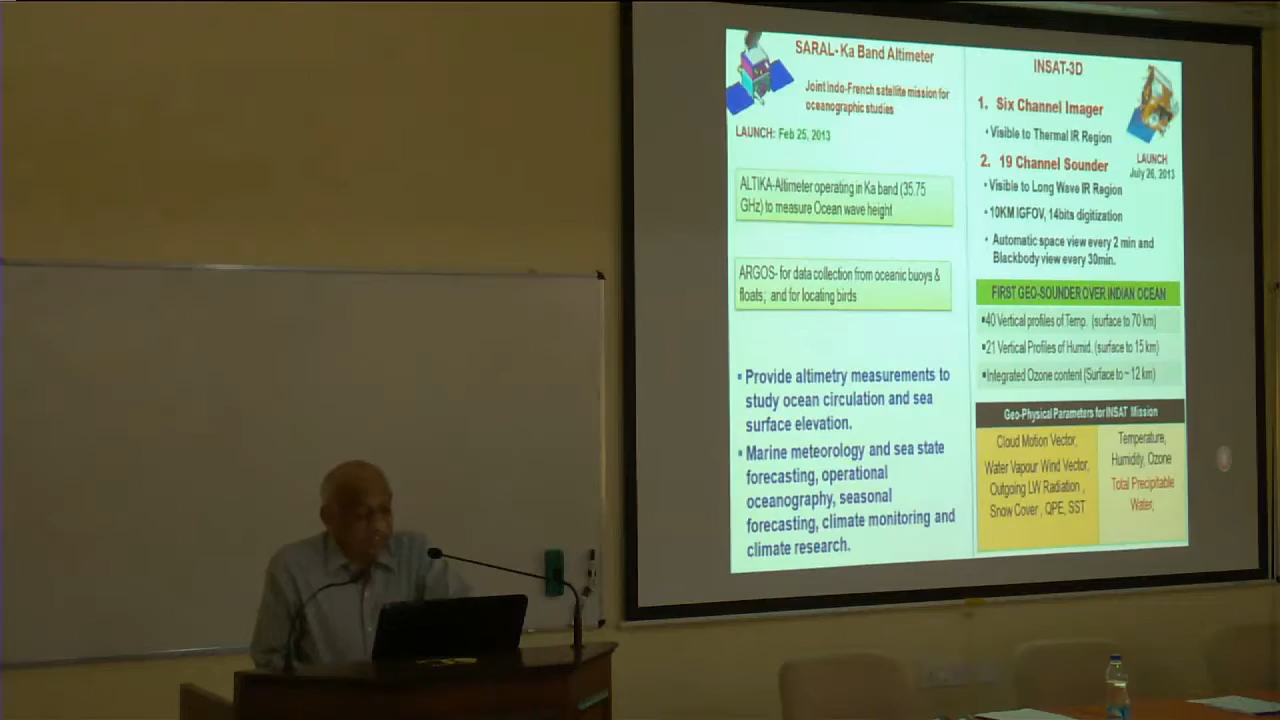 SARAL- Ka Band Altimeter
Joint Indo-French satellite mission for
oceanographic studies
LAUNCH: Feb 25, 2013
ALTIKA-Altimeter operating in Ka band (35.75
GHz) to measure Ocean wave height
ARGOS- for data collection from oceanic buoys &
floats; and for locating birds
▪ Provide altimetry measurements to
study ocean circulation and sea
surface elevation.
▪ Marine meteorology and sea state
forecasting, operational
oceanography, seasonal
forecasting, climate monitoring and
climate research.
INSAT-3D
1. Six Channel Imager
• Visible to Thermal IR Region
LAUNCH
July 26, 2013
2. 19 Channel Sounder
• Visible to Long Wave IR Region
• 10KM IGFOV, 14bits digitization
• Automatic space view every 2 min and
Blackbody view every 30min.
FIRST GEO-SOUNDER OVER INDIAN OCEAN
▪40 Vertical profiles of Temp. (surface to 70 km)
▪21 Vertical Profiles of Humid. (surface to 15 km)
▪Integrated Ozone content (Surface to ~ 12 km)
Geo-Physical Parameters for INSAT Mission
Cloud Motion Vector,
Water Vapour Wind Vector,
Outgoing LW Radiation ,
Snow Cover , QPE, SST
Temperature,
Humidity, Ozone
Total Precipitable
Water,